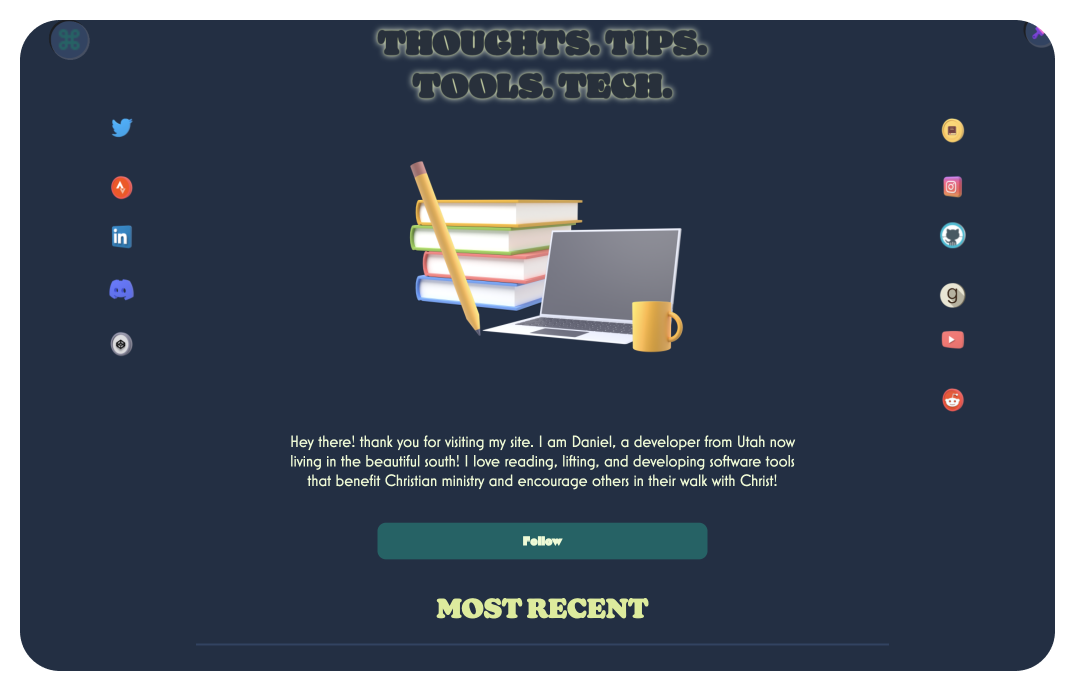 THOUGHTS. TIPS.
TOOLS. TECH.
in
g
Hey there! thank you for visiting my site. I am Daniel, a developer from Utah now
living in the beautiful south! I love reading, lifting, and developing software tools
that benefit Christian ministry and encourage others in their walk with Christ!
Follow
MOST RECENT